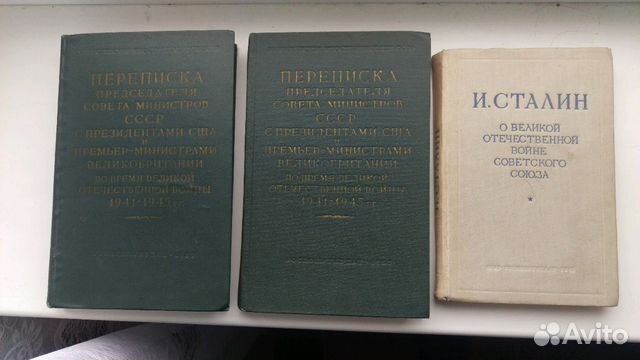 ПЕРЕПИСКА
ПРЕДСЕДАТЕЛЯ
СОВЕТА МИНИСТРОВ
СССР
С ПРЕЗИДЕНТАМИ США
И
ПРЕМЬЕР-МИНИСТРАМИ
ВЕЛИКОБРИТАНИИ
ВО ВРЕМЯ ВЕЛИКОЙ
ОТЕЧЕСТВЕННОЙ ВОЙНЫ
1941-1945 гг.
ПЕРЕПИСКА
ПРЕДСЕДАТЕЛЯ
СОВЕТА МИНИСТРОВ
СССР
С ПРЕЗИДЕНТАМИ США
И
ПРЕМЬЕР-МИНИСТРАМИ
ВЕЛИКОБРИТАНИИ
ВО ВРЕМЯ ВЕЛИКОЙ
ОТЕЧЕСТВЕННОЙ ВОЙНЫ
1941-1945 гг.
И. СТАЛИН
О ВЕЛИКОЙ
ОТЕЧЕСТВЕННОЙ
ВОЙНЕ
СОВЕТСКОГО
СОЮЗА
Avito